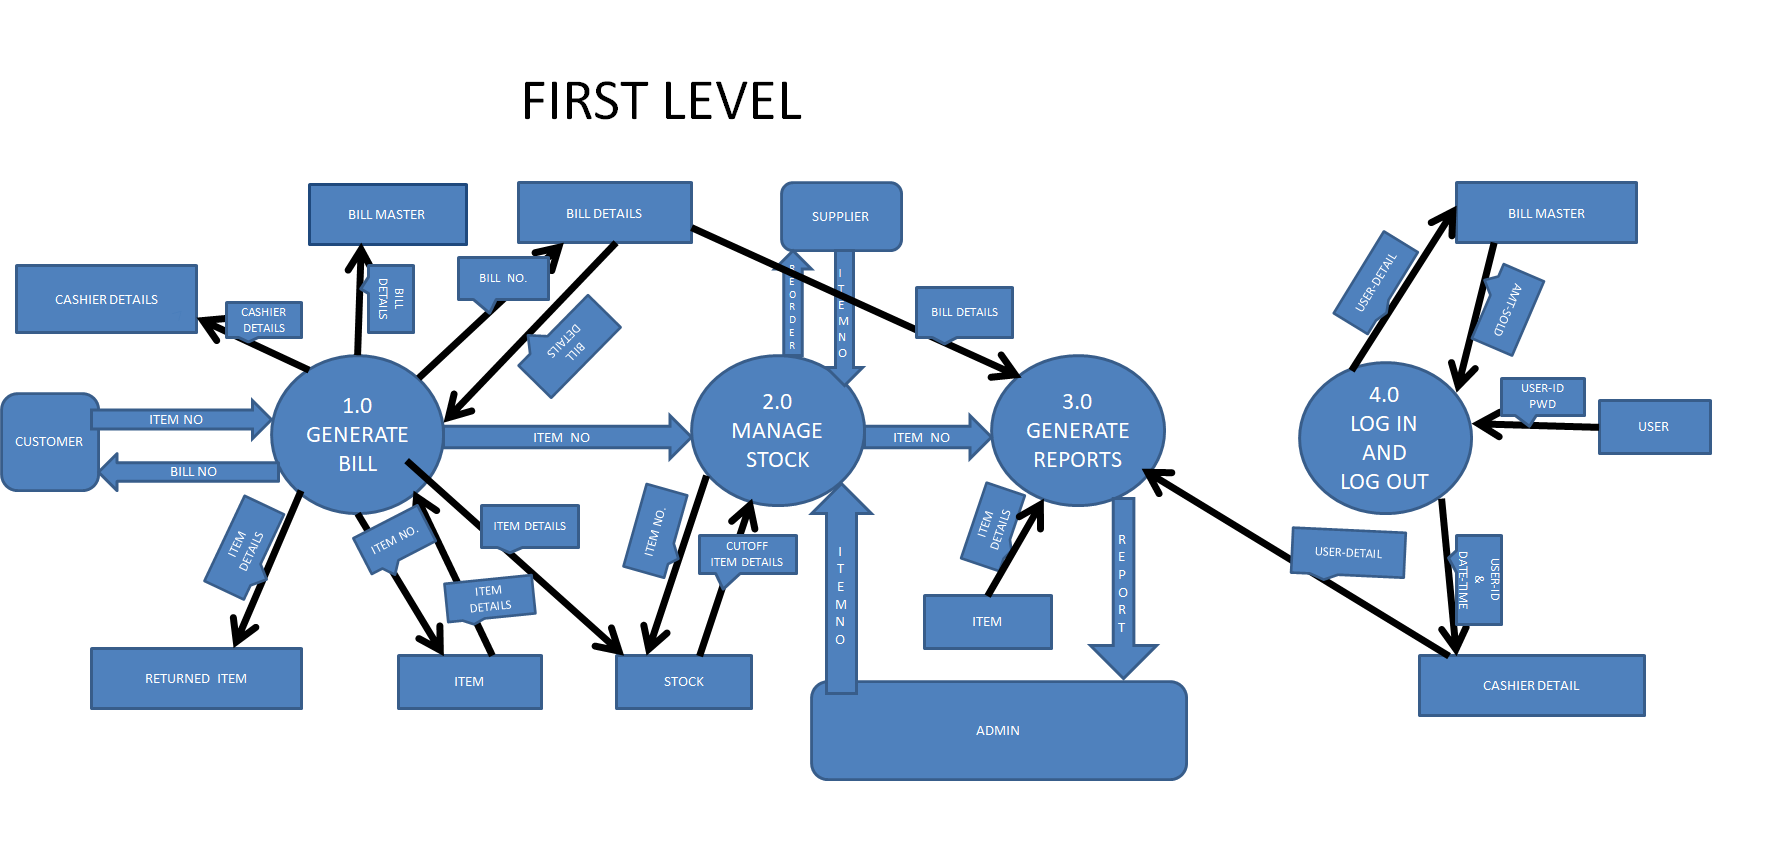 FIRST LEVEL
BILL MASTER
BILL DETAILS
SUPPLIER
BILL MASTER
CASHIER DETAILS
CASHIER
DETAILS
BILL
DETAILS
BILL  NO.
BILL
DETAILS
REORDER
ITEMNO
BILL DETAILS
USER-DETAIL
AMT-SOLD
CUSTOMER
ITEM NO
BILL NO
1.0
GENERATE
BILL
ITEM  NO
2.0
MANAGE
STOCK
ITEM  NO
3.0
GENERATE
REPORTS
4.0
LOG IN
AND
LOG OUT
USER-ID
PWD
USER
ITEM
DETAILS
ITEM NO.
ITEM DETAILS
ITEM
DETAILS
ITEM NO.
CUTOFF
ITEM DETAILS
ITEMNO
ITEM
DETAILS
REPORT
USER-DETAIL
USER-ID
&
DATE-TIME
RETURNED  ITEM
ITEM
STOCK
ITEM
ADMIN
CASHIER DETAIL